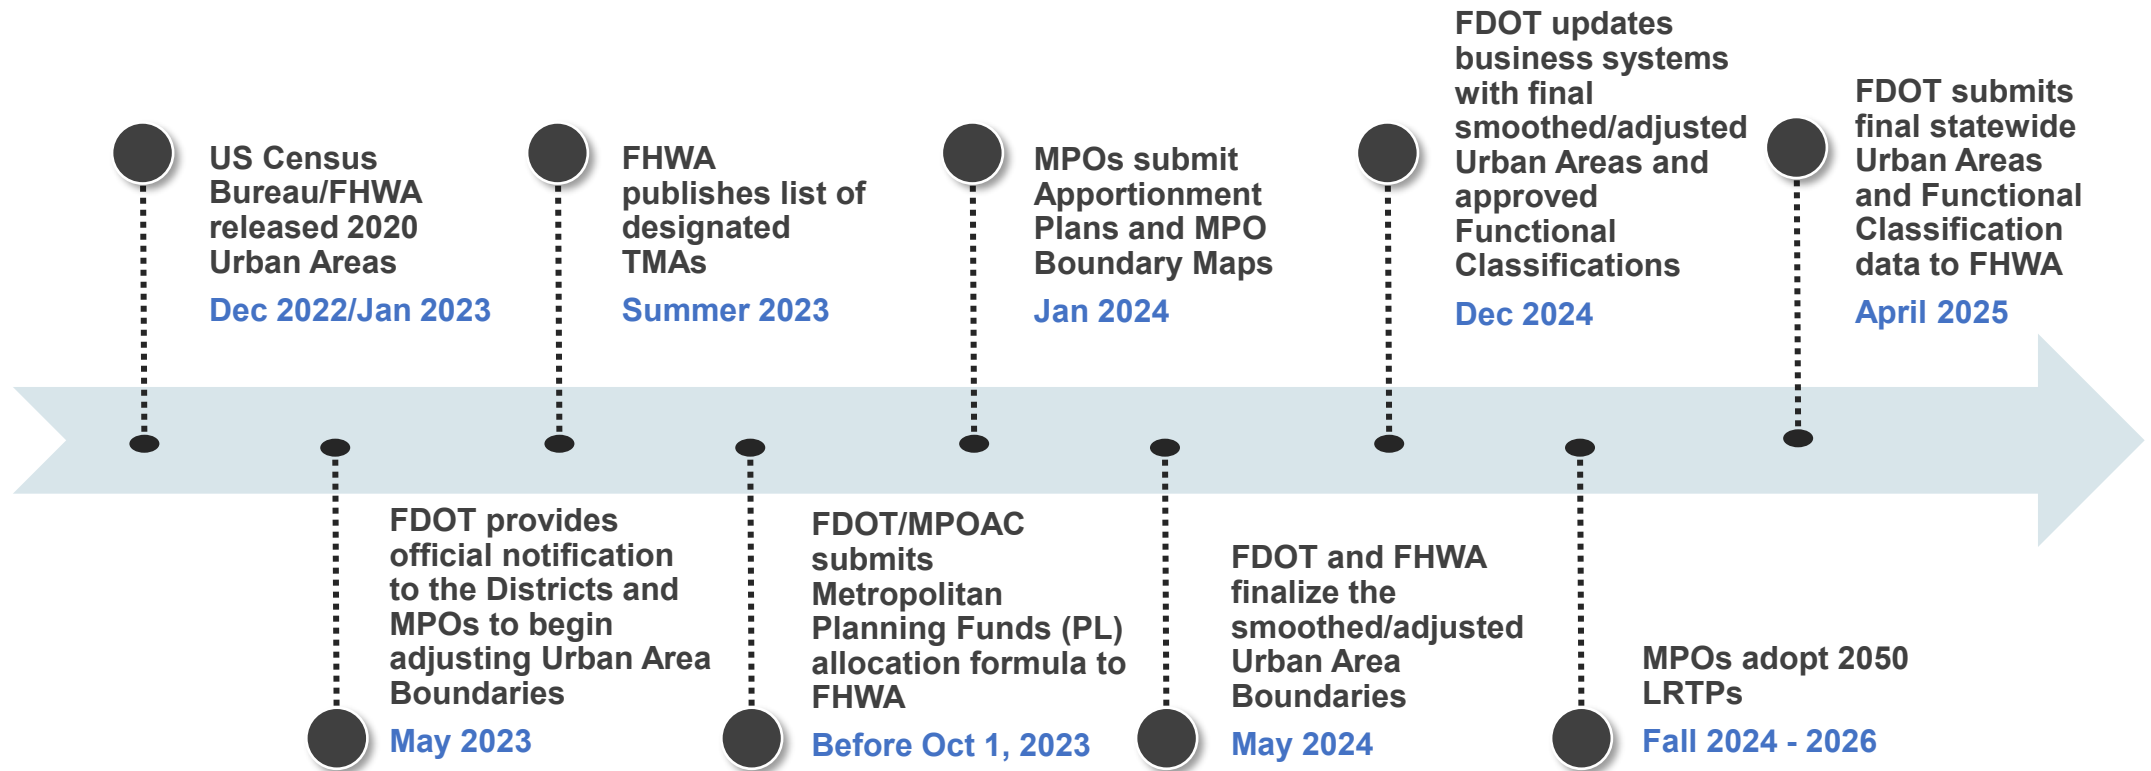 US Census
Bureau/FHWA
released 2020
Urban Areas
Dec 2022/Jan 2023
FDOT provides
official notification
to the Districts and
MPOs to begin
adjusting Urban Area
Boundaries
May 2023
FHWA
publishes list of
designated
TMAs
Summer 2023
FDOT/MPOAC
submits
Metropolitan
Planning Funds (PL)
allocation formula to
FHWA
Before Oct 1, 2023
MPOs submit
Apportionment
Plans and MPO
Boundary Maps
Jan 2024
FDOT and FHWA
finalize the
smoothed/adjusted
Urban Area
Boundaries
May 2024
FDOT updates
business systems
with final
smoothed/adjusted
Urban Areas and
approved
Functional
Classifications
Dec 2024
MPOs adopt 2050
LRTPs
Fall 2024 - 2026
FDOT submits
final statewide
Urban Areas
and Functional
Classification
data to FHWA
April 2025